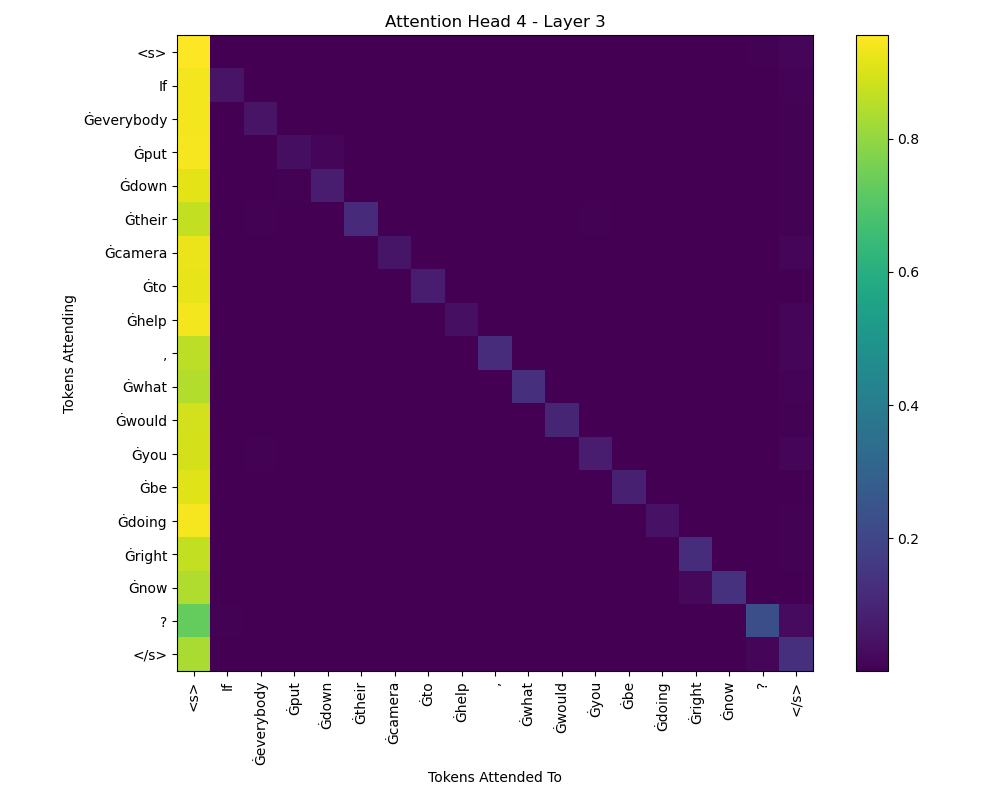 Attention Head 4 - Layer 3
<s>
If
Ġeverybody
Ġput
Ġdown
Ġtheir
Ġcamera
Ġto
Ġhelp
,
Ġwhat
Ġwould
Ġyou
Ġbe
Ġdoing
Ġright
Ġnow
?
</s>
Tokens Attending
<s>
If
Ġeverybody
Ġput
Ġdown
Ġtheir
Ġcamera
Ġto
Ġhelp
,
Ġwhat
Ġwould
Ġyou
Ġbe
Ġdoing
Ġright
Ġnow
?
</s>
Tokens Attended To
0.8
0.6
0.4
0.2